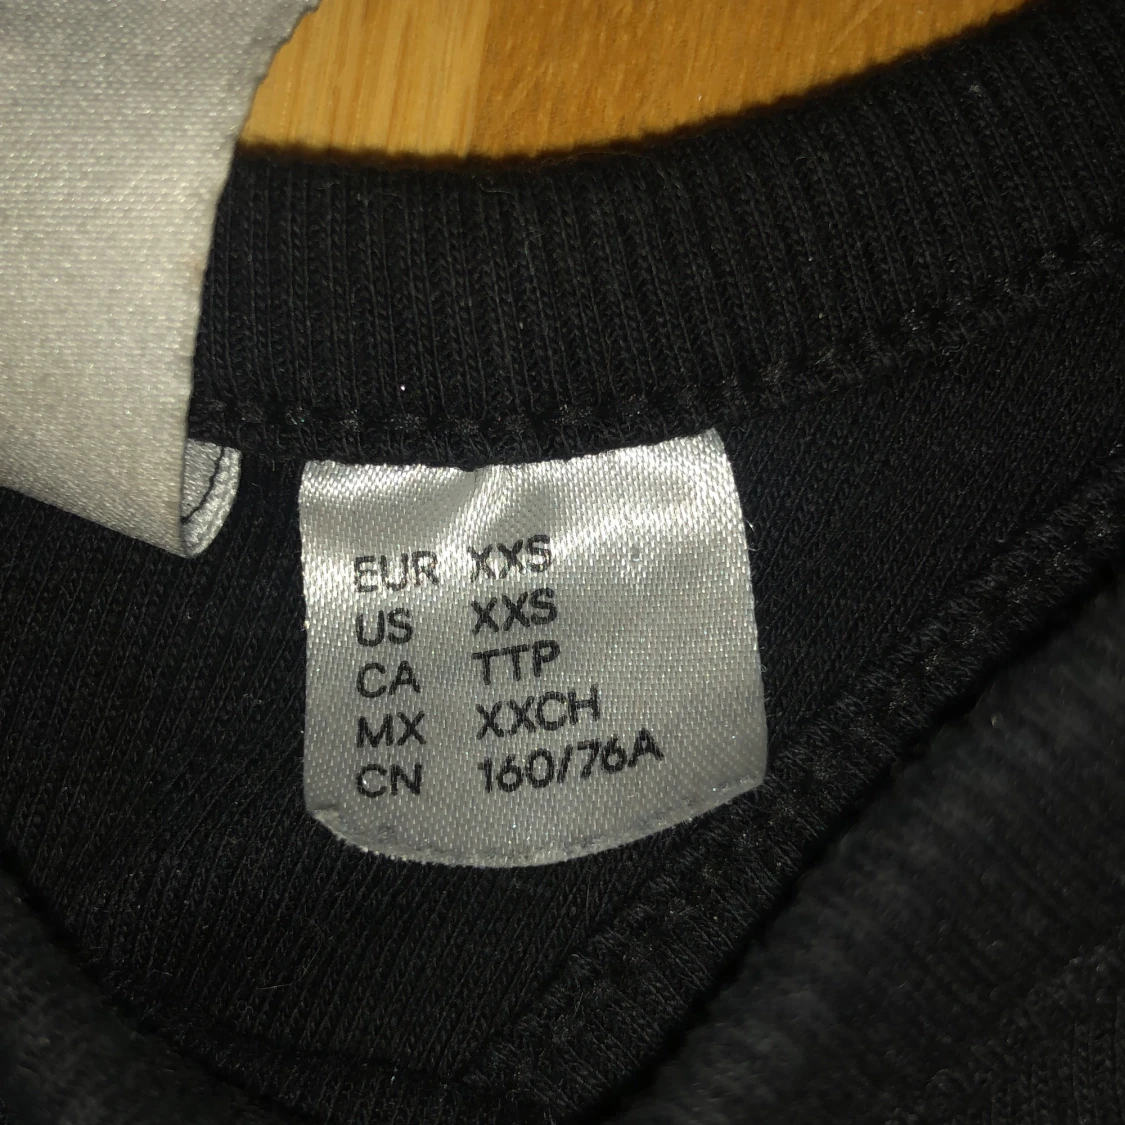 EUR XXS
US XXS
CA TTP
MX XXCH
CN 160/76A